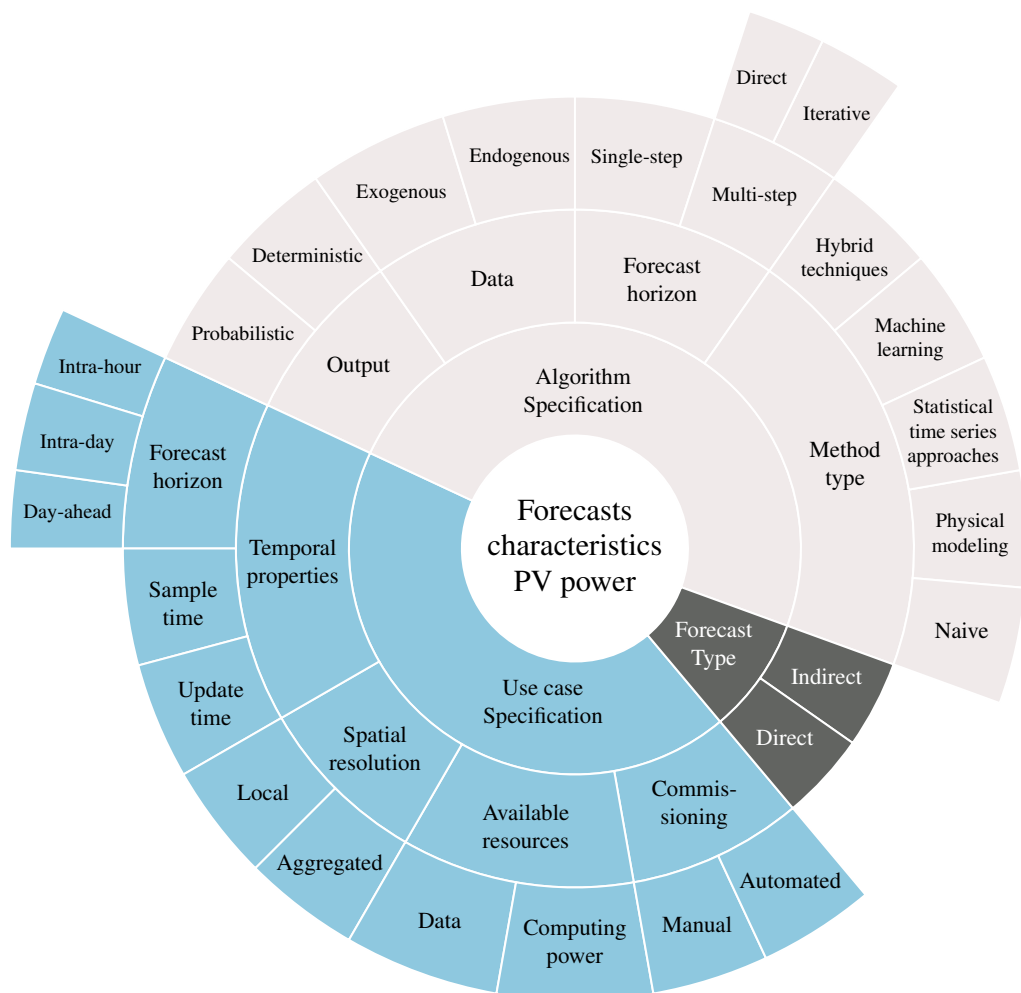 Forecasts
characteristics
PV power
Algorithm
Specification
Output
Probabilistic
Deterministic
Data
Exogenous
Endogenous
Forecast
horizon
Single-step
Multi-step
Direct
Iterative
Method
type
Hybrid
techniques
Machine
learning
Statistical
time series
approaches
Physical
modeling
Naive
Forecast
Type
Indirect
Direct
Use case
Specification
Commis-
sioning
Automated
Manual
Available
resources
Computing
power
Data
Spatial
resolution
Aggregated
Local
Temporal
properties
Update
time
Sample
time
Forecast
horizon
Day-ahead
Intra-day
Intra-hour